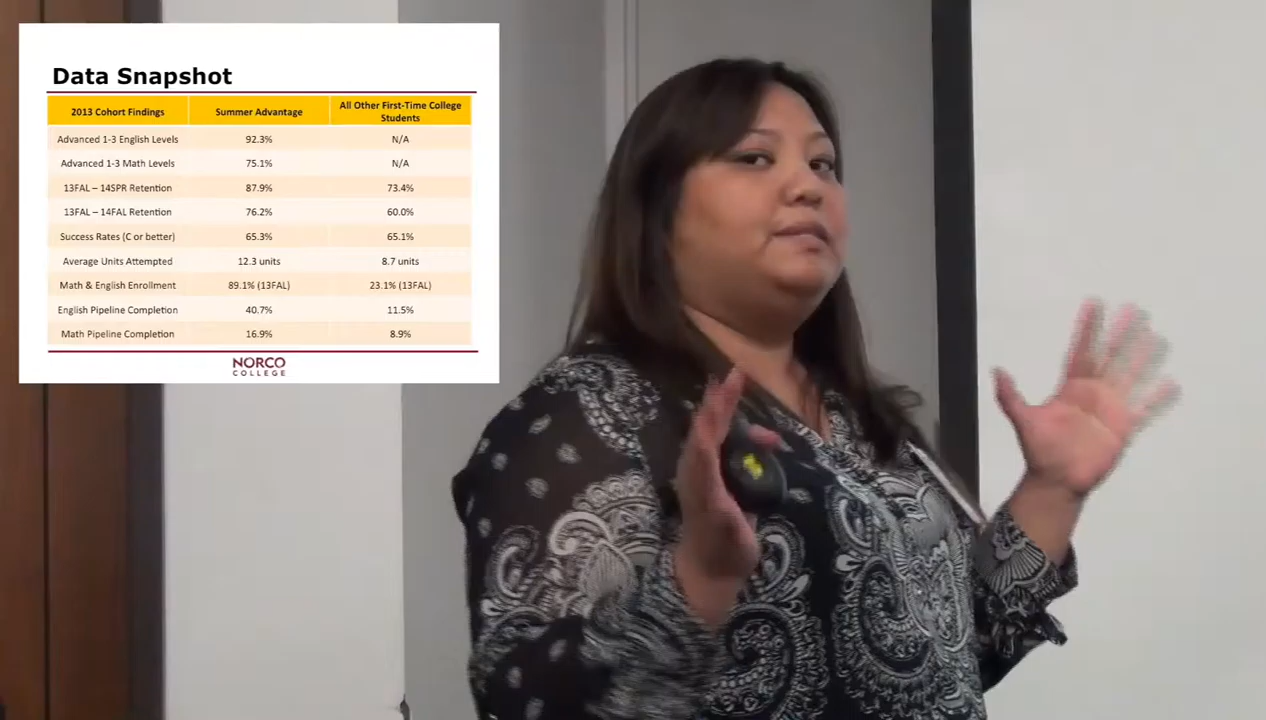 Data Snapshot
2013 Cohort Findings Summer Advantage All Other First-Time College Students
Advanced 1-3 English Levels 92.3% N/A
Advanced 1-3 Math Levels 75.1% N/A
13FAL – 14SPR Retention 87.9% 73.4%
13FAL – 14FAL Retention 76.2% 60.0%
Success Rates (C or better) 65.3% 65.1%
Average Units Attempted 12.3 units 8.7 units
Math & English Enrollment 89.1% (13FAL) 23.1% (13FAL)
English Pipeline Completion 40.7% 11.5%
Math Pipeline Completion 16.9% 8.9%
NORCO
COLLEGE